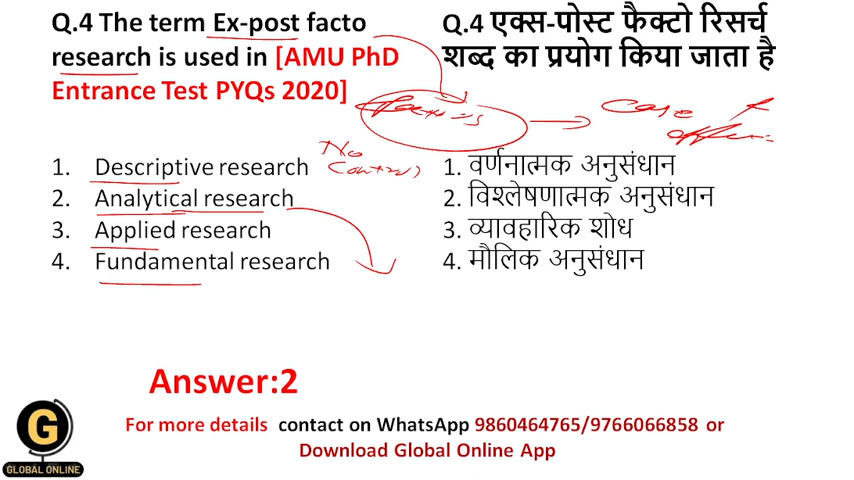 Q.4 The term Ex-post facto
research is used in [AMU PhD
Entrance Test PYQs 2020]
1. Descriptive research
2. Analytical research
3. Applied research
4. Fundamental research
Q.4 एक्स-पोस्ट फैक्टो रिसर्च
शब्द का प्रयोग किया जाता है
No
Control
1. वर्णनात्मक अनुसंधान
2. विश्लेषणात्मक अनुसंधान
3. व्यावहारिक शोध
4. मौलिक अनुसंधान
Answer:2
For more details contact on WhatsApp 9860464765/9766066858 or
Download Global Online App
G
GLOBAL ONLINE